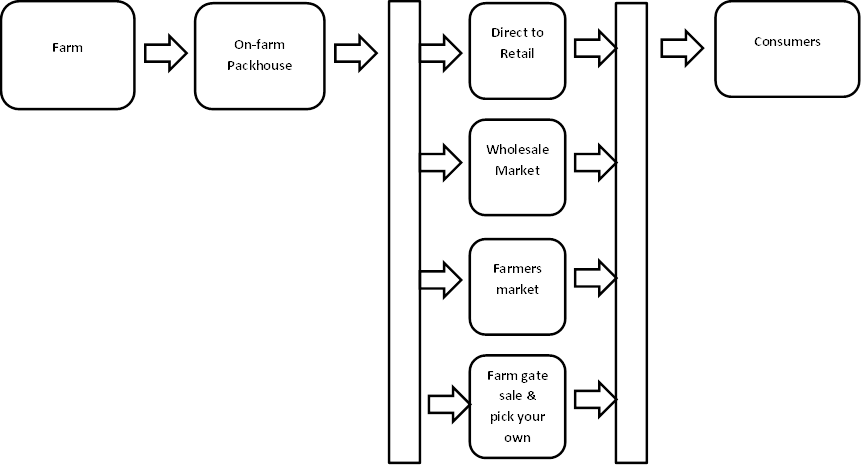 Farm
On-farm
Packhouse
Direct to
Retail
Wholesale
Market
Farmers
market
Farm gate
sale &
pick your
own
Consumers